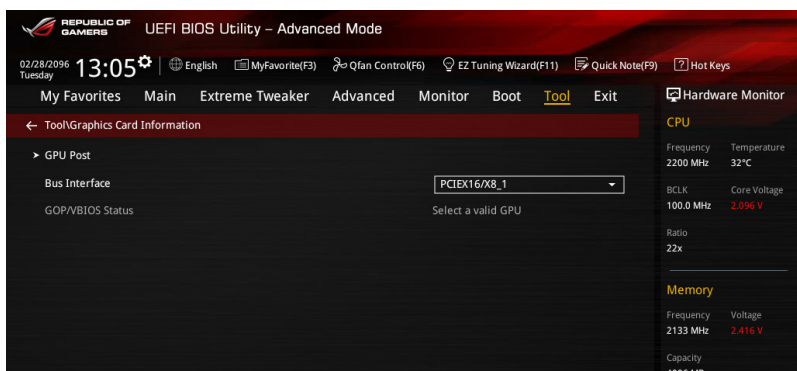 REPUBLIC OF
GAMERS
UEFI BIOS Utility – Advanced Mode
02/28/2096
Tuesday
13:05
English
MyFavorite(F3)
Qfan Control(F6)
EZ Tuning Wizard(F11)
Quick Note(F9)
? Hot Keys
My Favorites Main Extreme Tweaker Advanced Monitor Boot Tool Exit
Hardware Monitor
← Tool\Graphics Card Information
> GPU Post
Bus Interface PCIEX16/X8_1
GOP/VBIOS Status Select a valid GPU
CPU
Frequency Temperature
2200 MHz 32°C
BCLK Core Voltage
100.0 MHz 2.096 V
Ratio
22x
Memory
Frequency Voltage
2133 MHz 2.416 V
Capacity